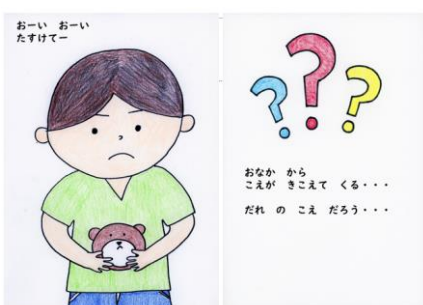 おーい　おーい
たすけてー
おなか　から
こえが　きこえて　くる・・・
だれ　の　こえ　だろう・・・